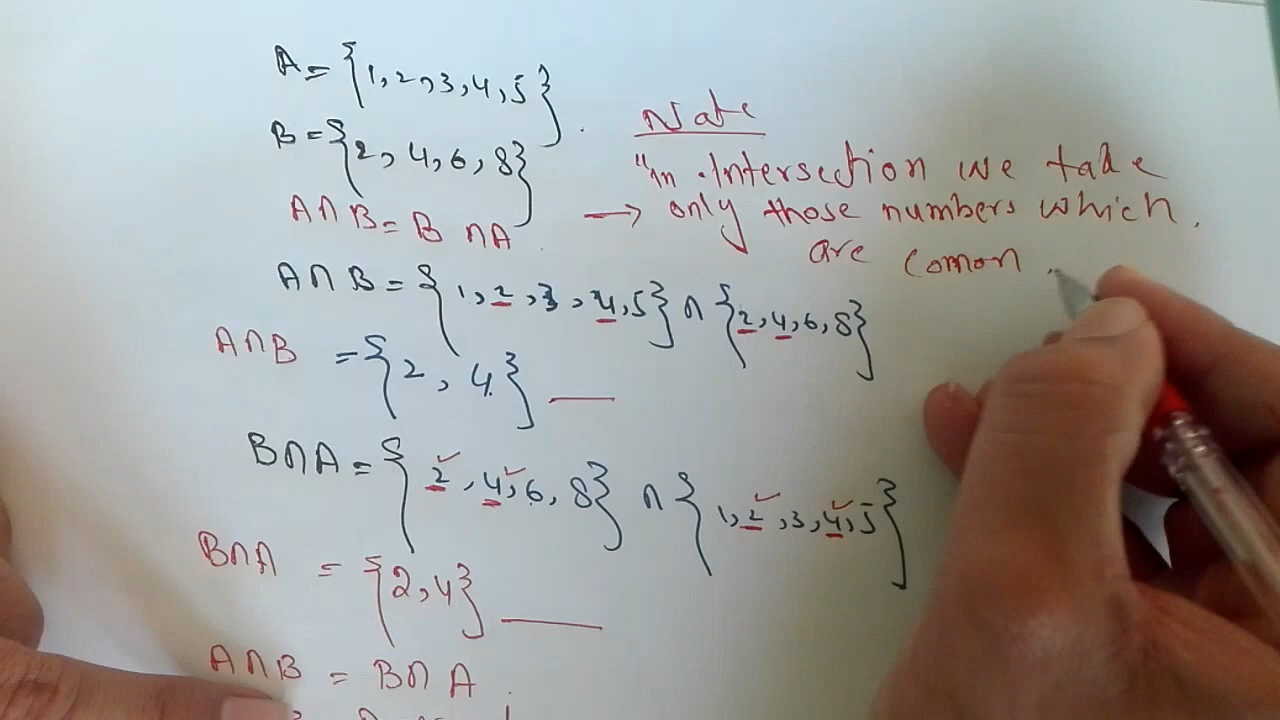 A = {1, 2, 3, 4, 5}
B = {2, 4, 6, 8}
A∩B = B ∩A
Note
"In Intersection we take
→ only those numbers which
are comon
A∩B = {1, 2, 3, 4, 5} ∩ {2, 4, 6, 8}
A∩B = {2, 4}
B∩A = {2, 4, 6, 8} ∩ {1, 2, 3, 4, 5}
B∩A = {2, 4}
A∩B = B∩A